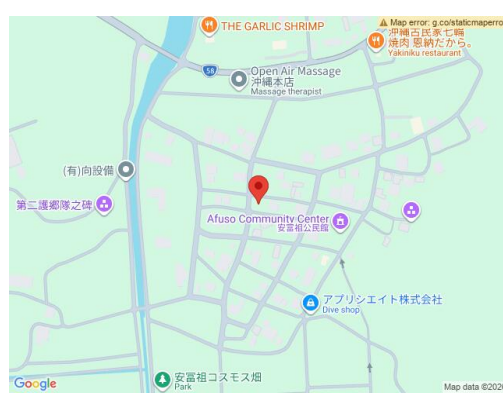 THE GARLIC SHRIMP
Map error: g.co/staticmaperro
沖縄古民家七輪
焼肉 恩納だから。
Yakiniku restaurant
58
Open Air Massage
沖縄本店
Massage therapist
(有)向設備
第二護郷隊之碑
Afuso Community Center
安富祖公民館
アプリシエイト株式会社
Dive shop
安富祖コスモス畑
Park
Google
Map data ©2026